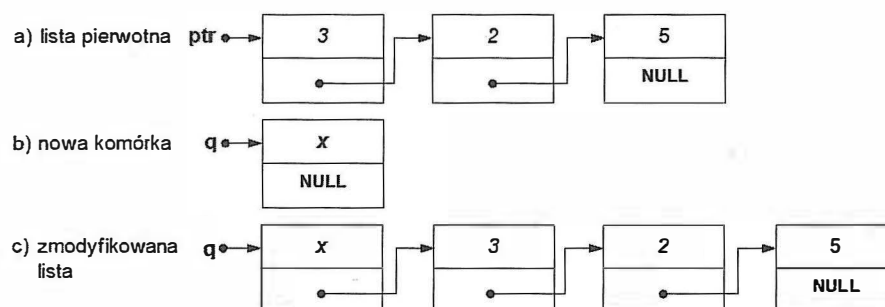 a) lista pierwotna ptr 3 2 5
NULL
b) nowa komórka q x
NULL
c) zmodyfikowana lista q x 3 2 5
NULL